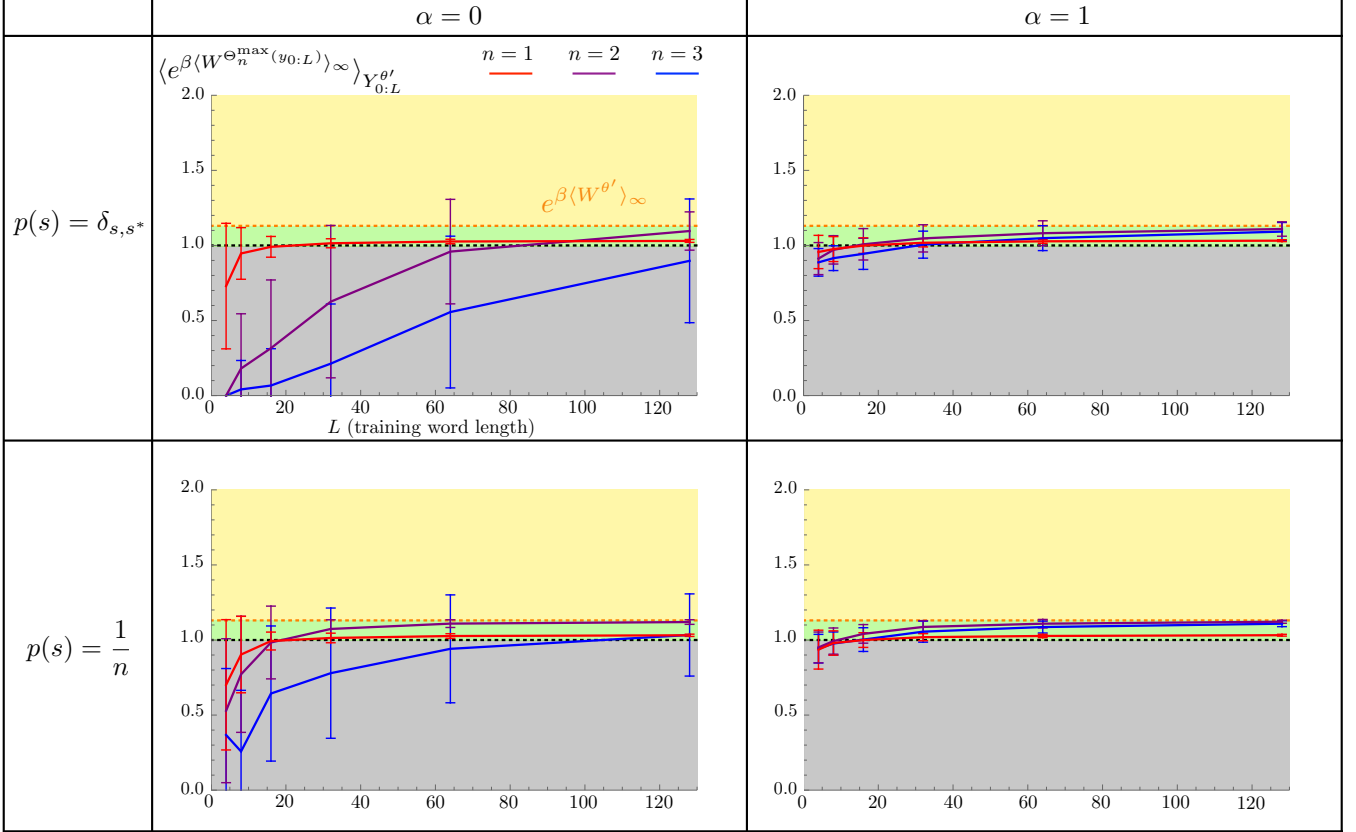 α = 0 α = 1
p(s) = δ_{s,s*}
⟨e^{β⟨W^{Θ_n^{max}(y_{0:L})}⟩_∞}⟩_{Y_{0:L}^{θ′}} n = 1 n = 2 n = 3
2.0
1.5
1.0
0.5
0.0
e^{β⟨W^{θ′}⟩_∞}
0 20 40 60 80 100 120
L (training word length)
2.0
1.5
1.0
0.5
0.0
0 20 40 60 80 100 120
p(s) = 1/n
2.0
1.5
1.0
0.5
0.0
0 20 40 60 80 100 120
2.0
1.5
1.0
0.5
0.0
0 20 40 60 80 100 120